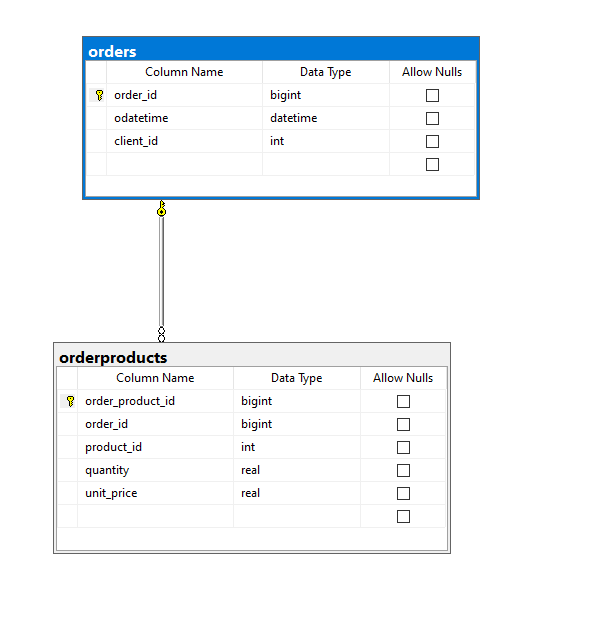 orders
Column Name Data Type Allow Nulls
order_id bigint
odatetime datetime
client_id int
orderproducts
Column Name Data Type Allow Nulls
order_product_id bigint
order_id bigint
product_id int
quantity real
unit_price real